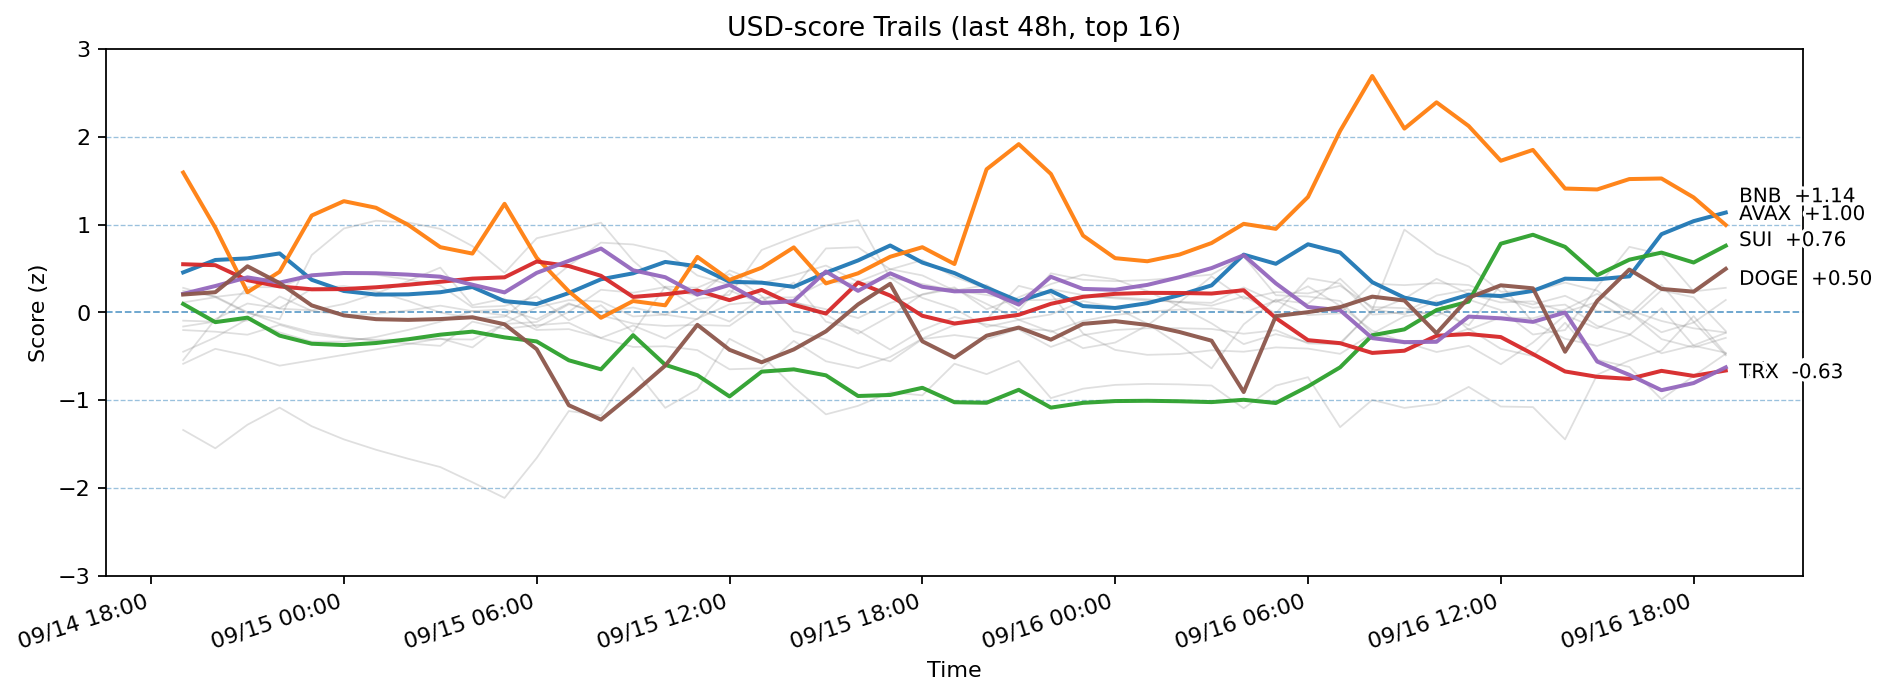 USD-score Trails (last 48h, top 16)
Score (z)
3
2
1
0
−1
−2
−3
BNB +1.14
AVAX +1.00
SUI +0.76
DOGE +0.50
TRX -0.63
09/14 18:00
09/15 00:00
09/15 06:00
09/15 12:00
09/15 18:00
09/16 00:00
09/16 06:00
09/16 12:00
09/16 18:00
Time